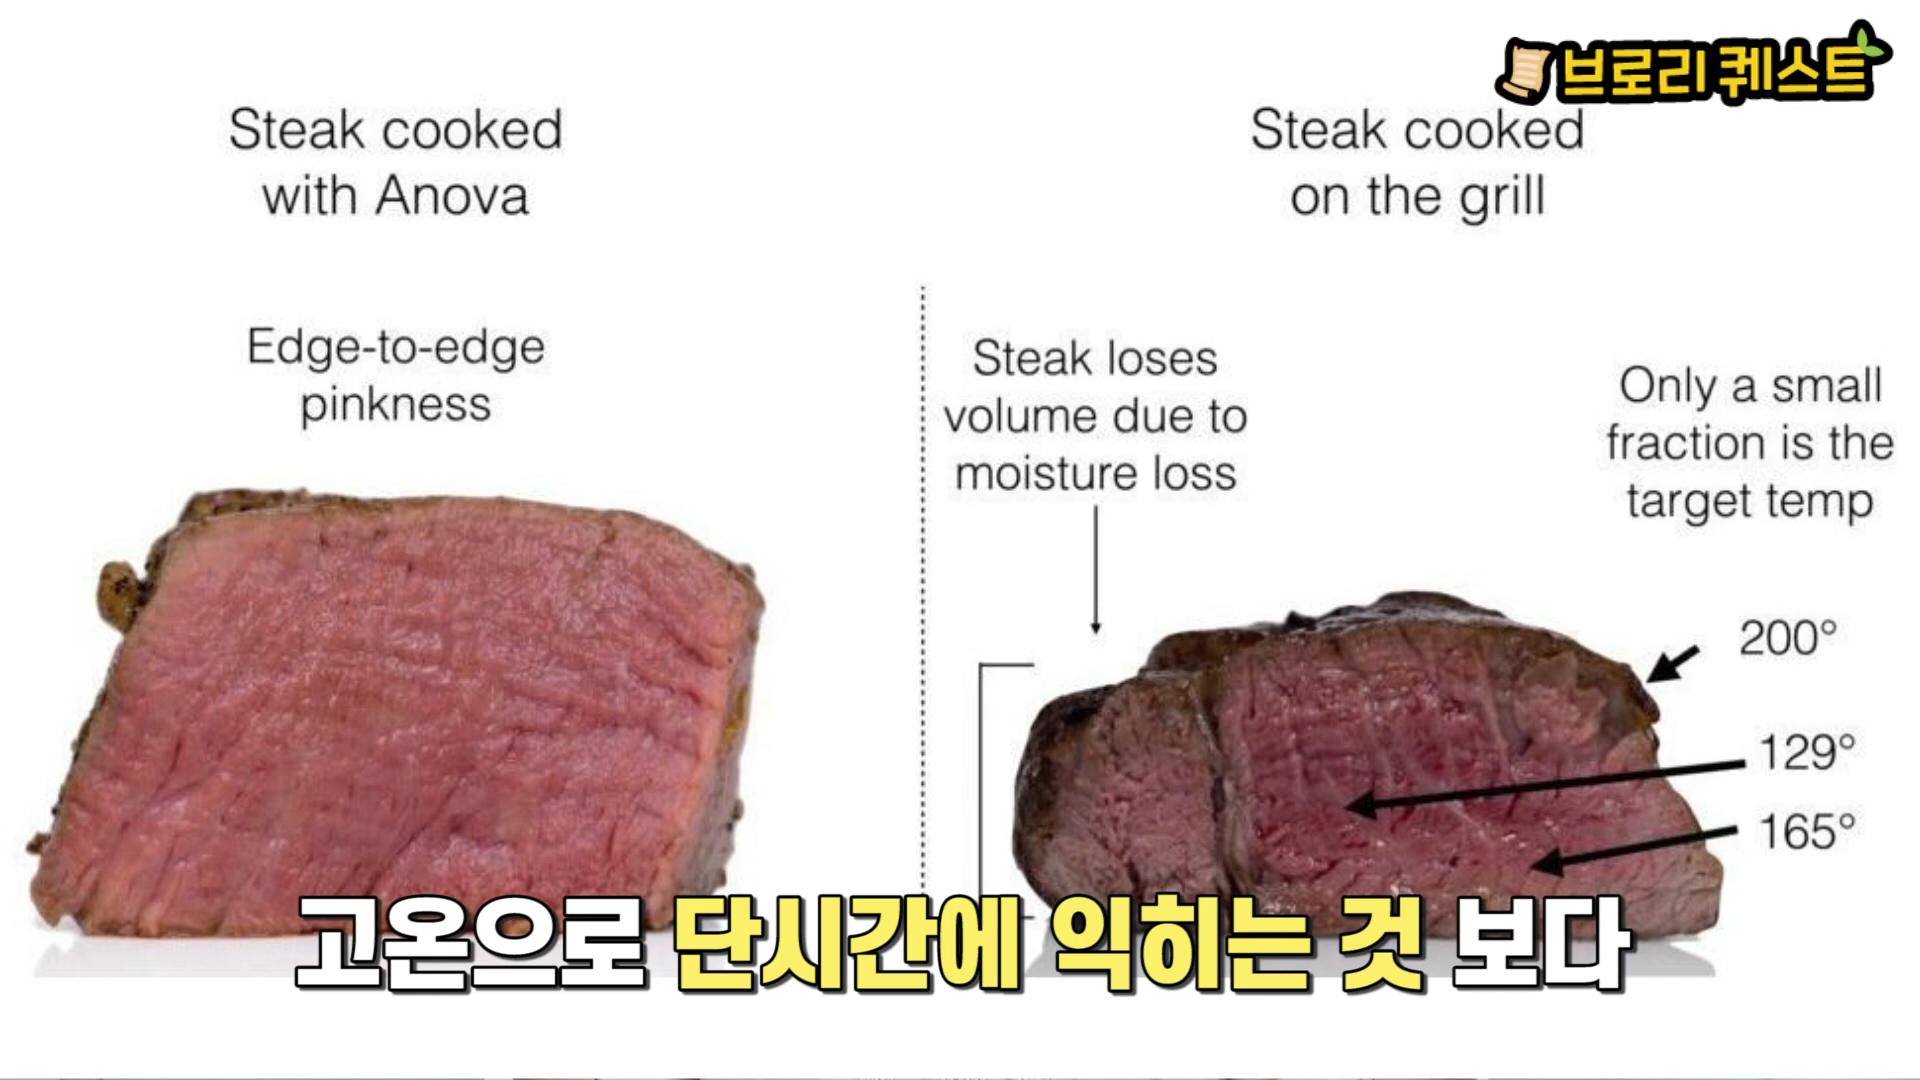 브로리 퀘스트
Steak cooked
with Anova
Edge-to-edge
pinkness
Steak cooked
on the grill
Steak loses
volume due to
moisture loss
Only a small
fraction is the
target temp
200°
129°
165°
고온으로 단시간에 익히는 것 보다